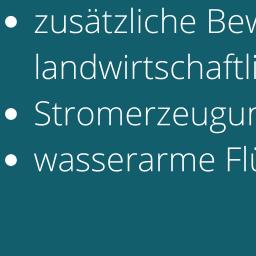 • zusätzliche Bew
landwirtschaftli
• Stromerzeugun
• wasserarme Flü